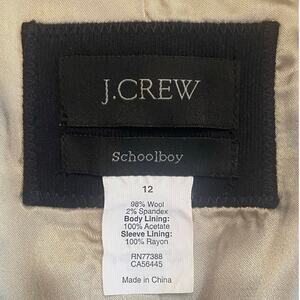 J.CREW
Schoolboy
12
98% Wool
2% Spandex
Body Lining:
100% Acetate
Sleeve Lining:
100% Rayon
RN77388
CA56445
Made in China